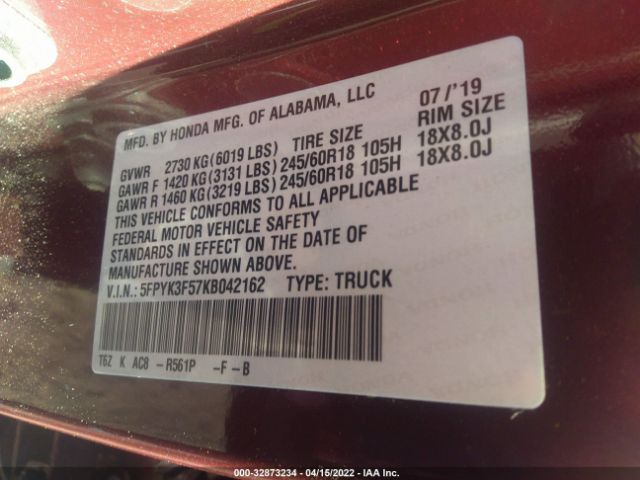 MFD. BY HONDA MFG. OF ALABAMA, LLC 07/'19
TIRE SIZE RIM SIZE
GVWR 2730 KG(6019 LBS)
GAWR F 1420 KG(3131 LBS) 245/60R18 105H 18X8.0J
GAWR R 1460 KG(3219 LBS) 245/60R18 105H 18X8.0J
THIS VEHICLE CONFORMS TO ALL APPLICABLE
FEDERAL MOTOR VEHICLE SAFETY
STANDARDS IN EFFECT ON THE DATE OF
MANUFACTURE SHOWN ABOVE.
V.I.N.: 5FPYK3F57KB042162 TYPE: TRUCK
T6Z K AC8 -R561P -F-B
000-32873234 - 04/15/2022 - IAA Inc.